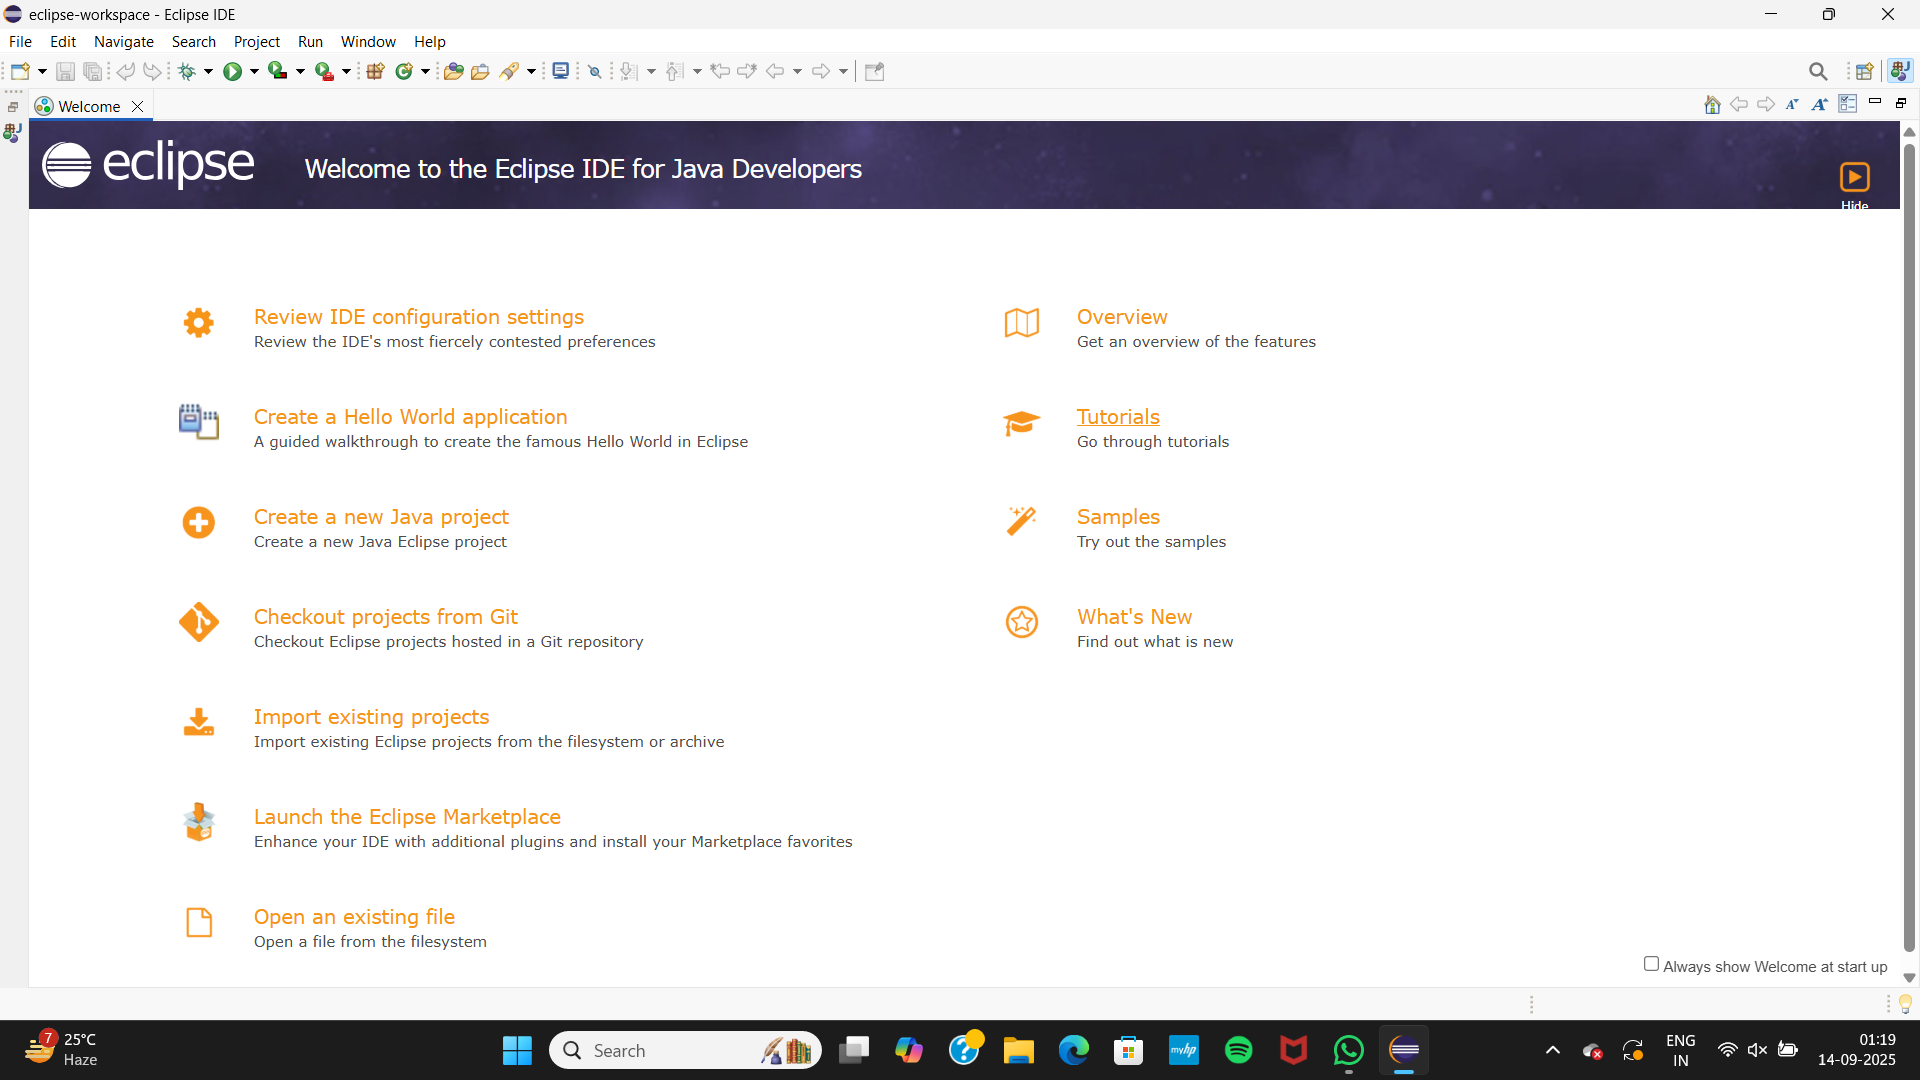 eclipse-workspace - Eclipse IDE
File Edit Navigate Search Project Run Window Help
Welcome
eclipse
Welcome to the Eclipse IDE for Java Developers
Hide
Review IDE configuration settings
Review the IDE's most fiercely contested preferences
Overview
Get an overview of the features
Create a Hello World application
A guided walkthrough to create the famous Hello World in Eclipse
Tutorials
Go through tutorials
Create a new Java project
Create a new Java Eclipse project
Samples
Try out the samples
Checkout projects from Git
Checkout Eclipse projects hosted in a Git repository
What's New
Find out what is new
Import existing projects
Import existing Eclipse projects from the filesystem or archive
Launch the Eclipse Marketplace
Enhance your IDE with additional plugins and install your Marketplace favorites
Open an existing file
Open a file from the filesystem
Always show Welcome at start up
7
25°C
Haze
Search
myhp
ENG
IN
01:19
14-09-2025